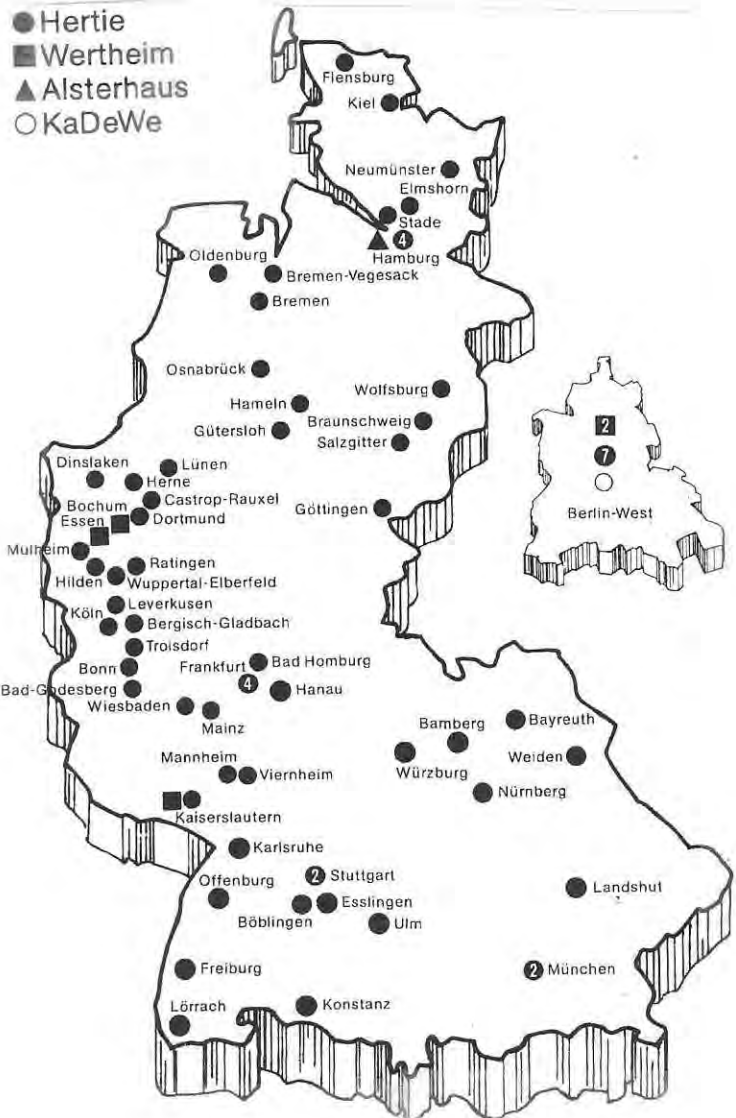 Hertie
Wertheim
Alsterhaus
KaDeWe
Flensburg
Kiel
Neumünster
Elmshorn
Stade
4
Hamburg
Oldenburg
Bremen-Vegesack
Bremen
Osnabrück
Wolfsburg
Hameln
Braunschweig
Gütersloh
Salzgitter
2
7
Berlin-West
Dinslaken
Lünen
Herne
Castrop-Rauxel
Bochum
Dortmund
Essen
Göttingen
Mülheim
Ratingen
Hilden
Wuppertal-Elberfeld
Leverkusen
Köln
Bergisch-Gladbach
Troisdorf
Bonn
Frankfurt
4
Bad Homburg
Bad-Godesberg
Hanau
Wiesbaden
Mainz
Bamberg
Bayreuth
Mannheim
Viernheim
Würzburg
Weiden
Nürnberg
Kaiserslautern
Karlsruhe
2 Stuttgart
Offenburg
Esslingen
Landshut
Böblingen
Ulm
Freiburg
2 München
Lörrach
Konstanz